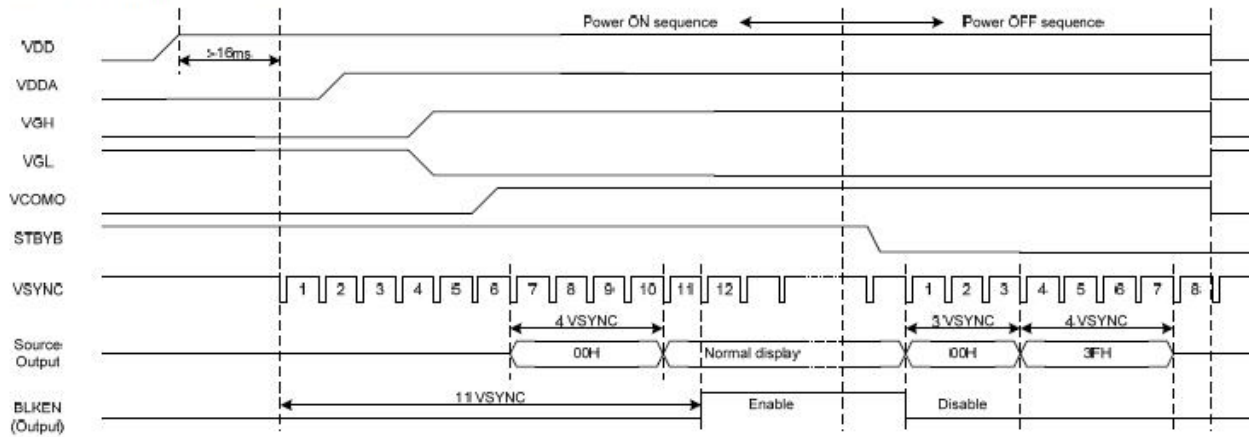 Power ON sequence Power OFF sequence
VDD
>16ms
VDDA
VGH
VGL
VCOMO
STBYB
VSYNC 1 2 3 4 5 6 7 8 9 10 11 12 1 2 3 4 5 6 7 8
4 VSYNC 3 VSYNC 4 VSYNC
Source Output 00H Normal display 00H 3FH
11 VSYNC
BLKEN (Output) Enable Disable